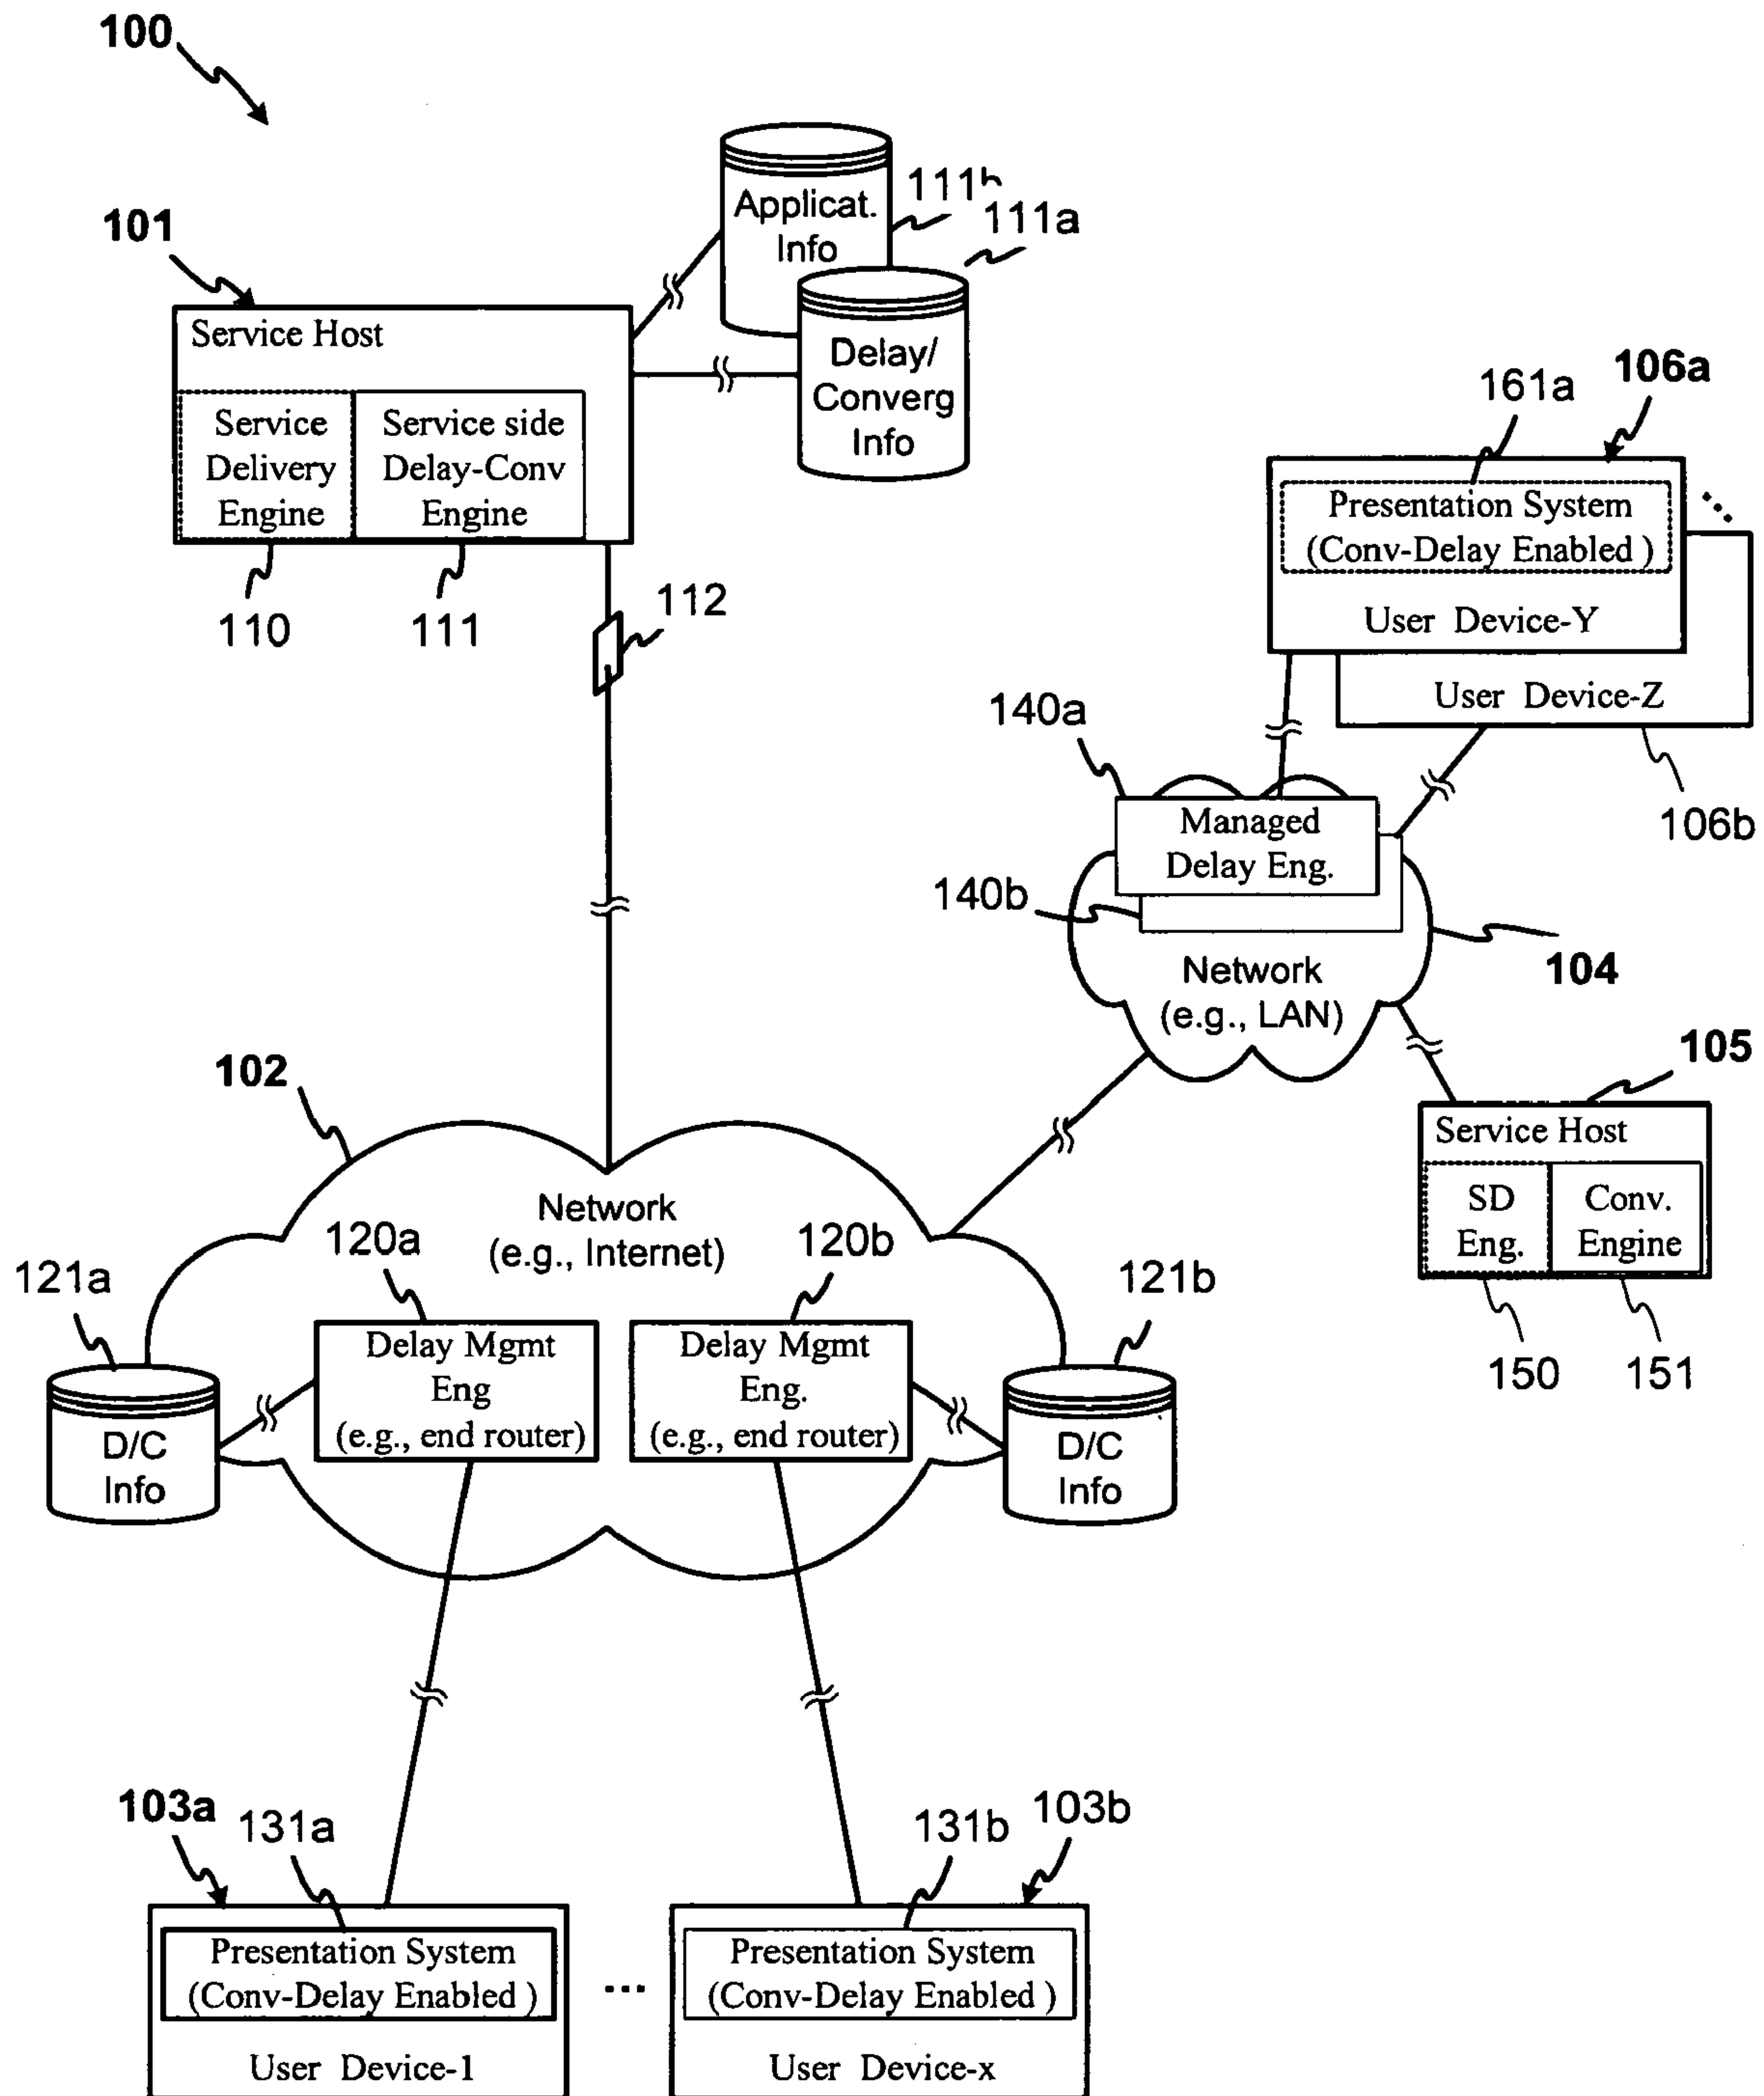 100
Applicat.
Info
111b
111a
101
Service Host
Delay/
Converg
Info
Service
Delivery
Engine
Service side
Delay-Conv
Engine
110
111
112
161a
106a
Presentation System
(Conv-Delay Enabled )
User Device-Y
User Device-Z
106b
140a
Managed
Delay Eng.
140b
Network
(e.g., LAN)
104
105
Service Host
SD
Eng.
Conv.
Engine
150
151
102
Network
(e.g., Internet)
120a
120b
121a
121b
Delay Mgmt
Eng
(e.g., end router)
Delay Mgmt
Eng.
(e.g., end router)
D/C
Info
D/C
Info
103a
131a
131b
103b
Presentation System
(Conv-Delay Enabled )
User Device-1
...
Presentation System
(Conv-Delay Enabled )
User Device-x